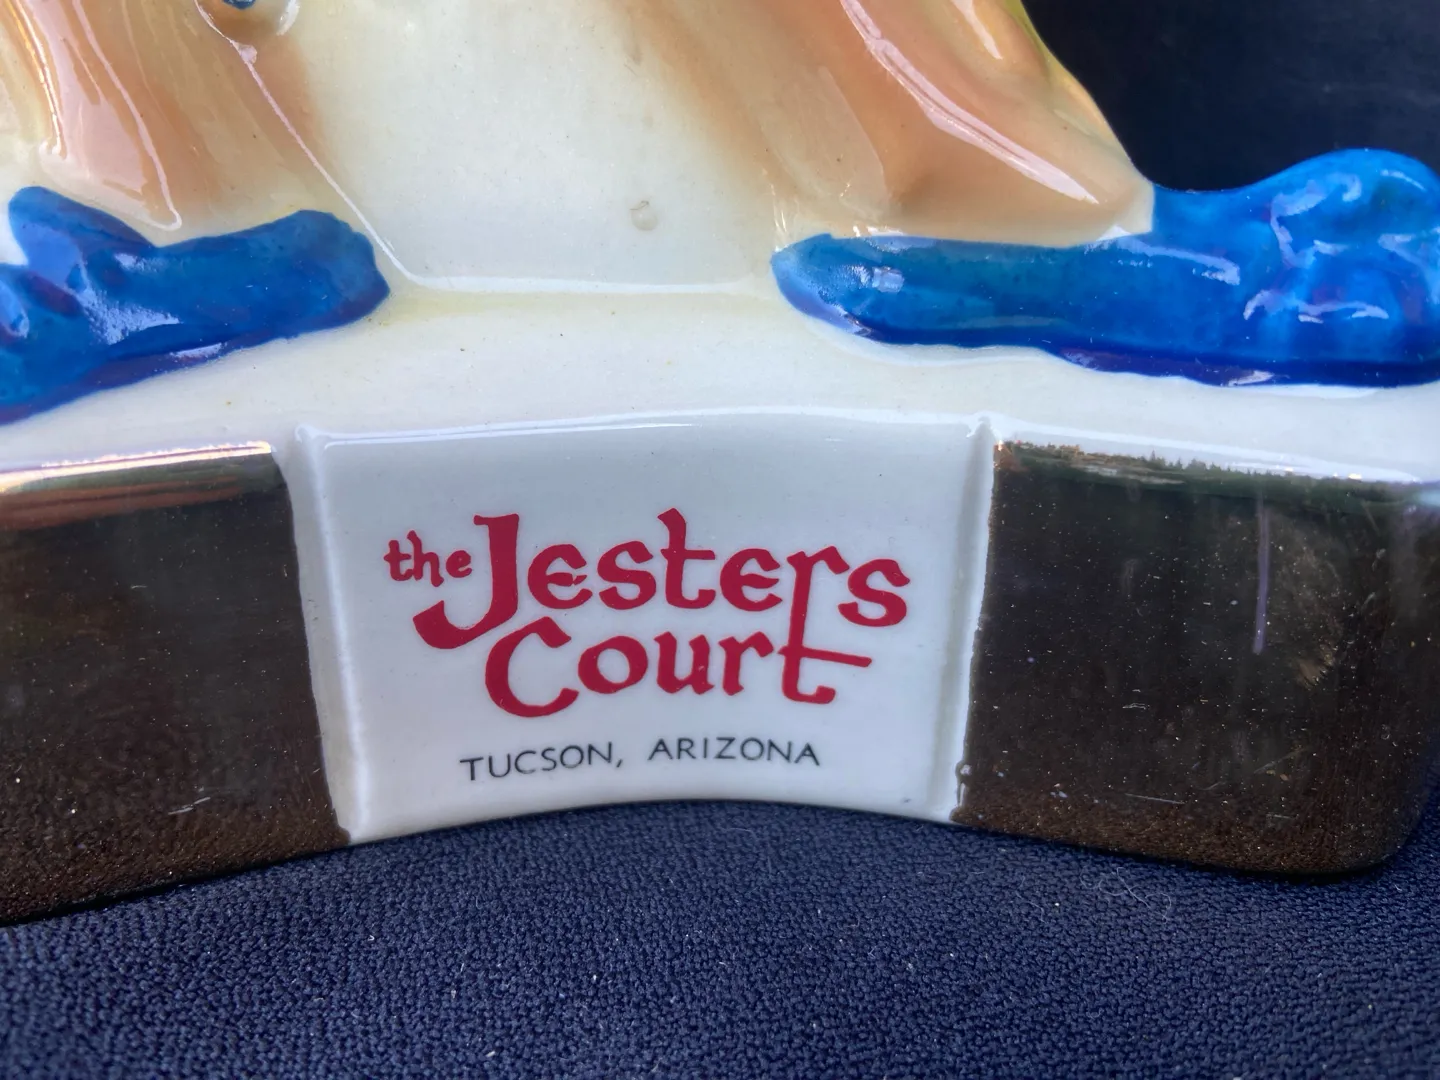 the Jesters
Court
TUCSON, ARIZONA